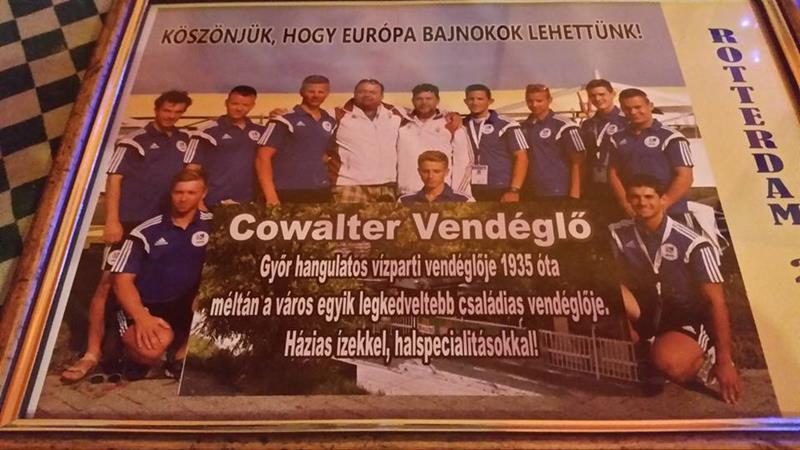 KÖSZÖNJÜK, HOGY EURÓPA BAJNOKOK LEHETTÜNK!
Cowalter Vendéglő
Győr hangulatos vízparti vendéglője 1935 óta
méltán a város egyik legkedveltebb családias vendéglője.
Házias ízekkel, halspecialitásokkal!
ROTTERDAM